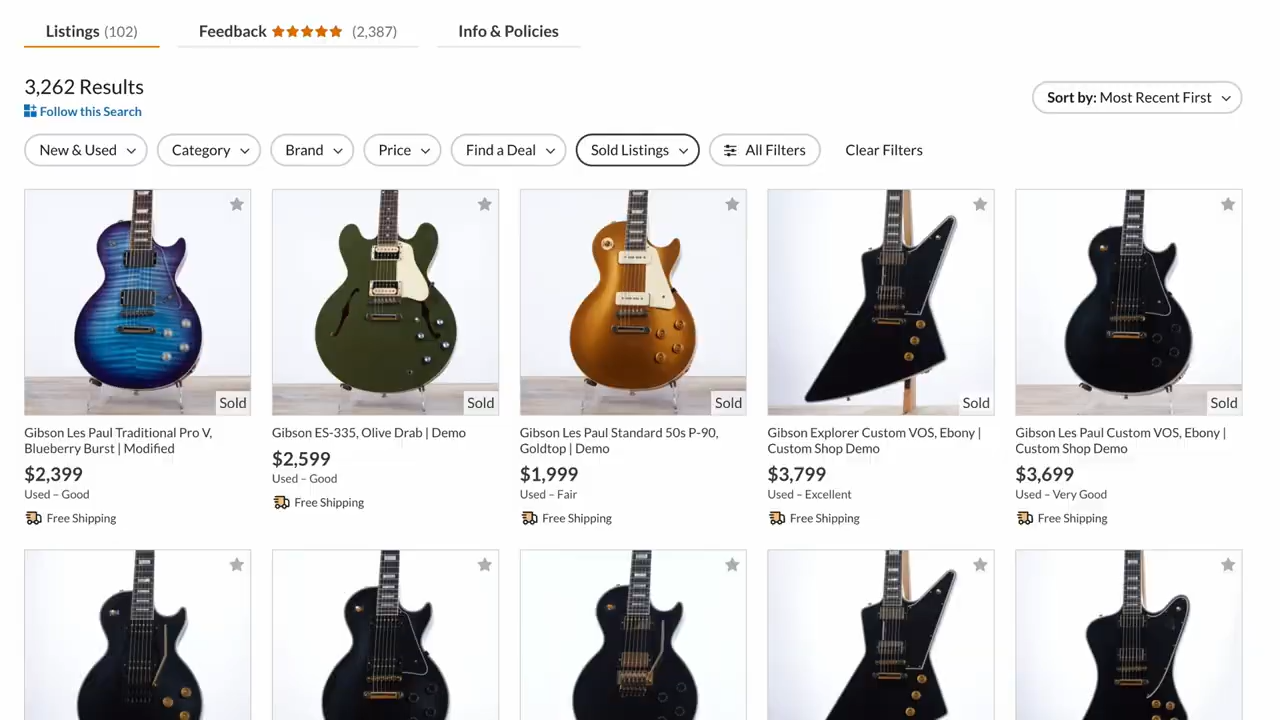 Listings (102)
Feedback (2,387)
Info & Policies
3,262 Results
Follow this Search
Sort by: Most Recent First
New & Used
Category
Brand
Price
Find a Deal
Sold Listings
All Filters
Clear Filters
Sold
Sold
Sold
Sold
Sold
Gibson Les Paul Traditional Pro V,
Blueberry Burst | Modified
$2,399
Used – Good
Free Shipping
Gibson ES-335, Olive Drab | Demo
$2,599
Used – Good
Free Shipping
Gibson Les Paul Standard 50s P-90,
Goldtop | Demo
$1,999
Used – Fair
Free Shipping
Gibson Explorer Custom VOS, Ebony |
Custom Shop Demo
$3,799
Used – Excellent
Free Shipping
Gibson Les Paul Custom VOS, Ebony |
Custom Shop Demo
$3,699
Used – Very Good
Free Shipping